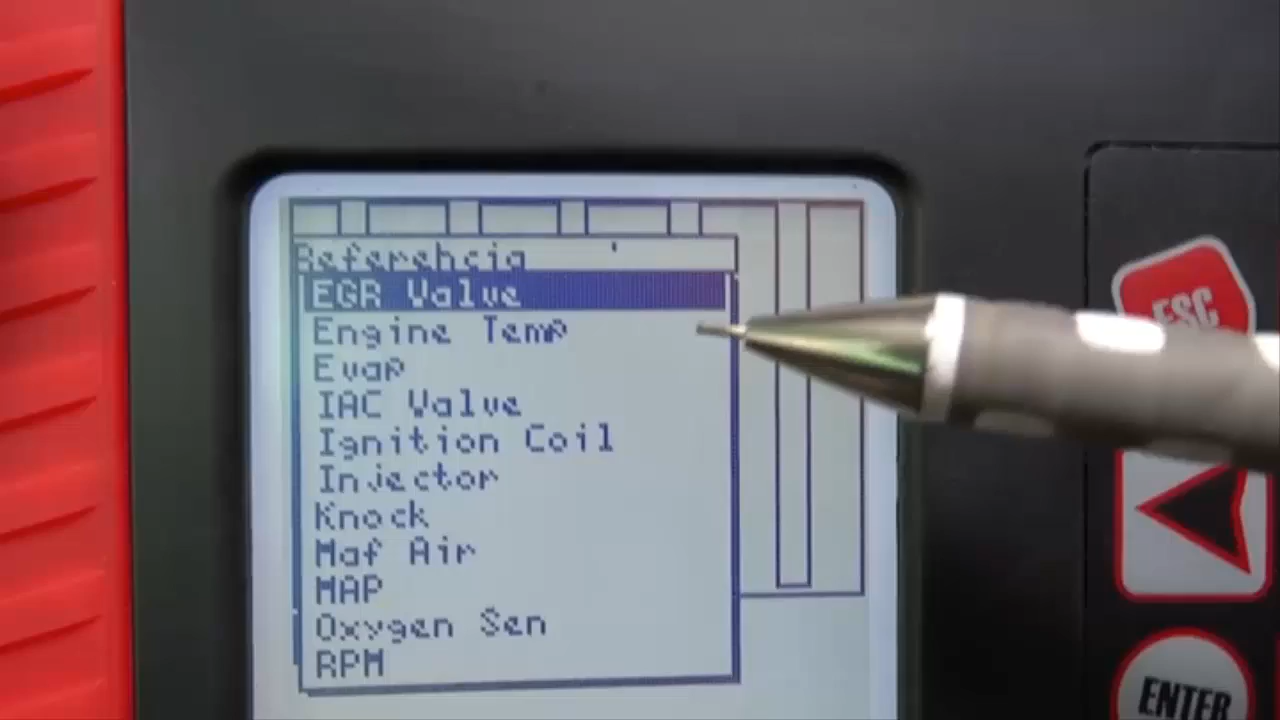 Referencia
EGR Valve
Engine Temp
Evap
IAC Valve
Ignition Coil
Injector
Knock
Maf Air
MAP
Oxygen Sen
RPM
ESC
ENTER